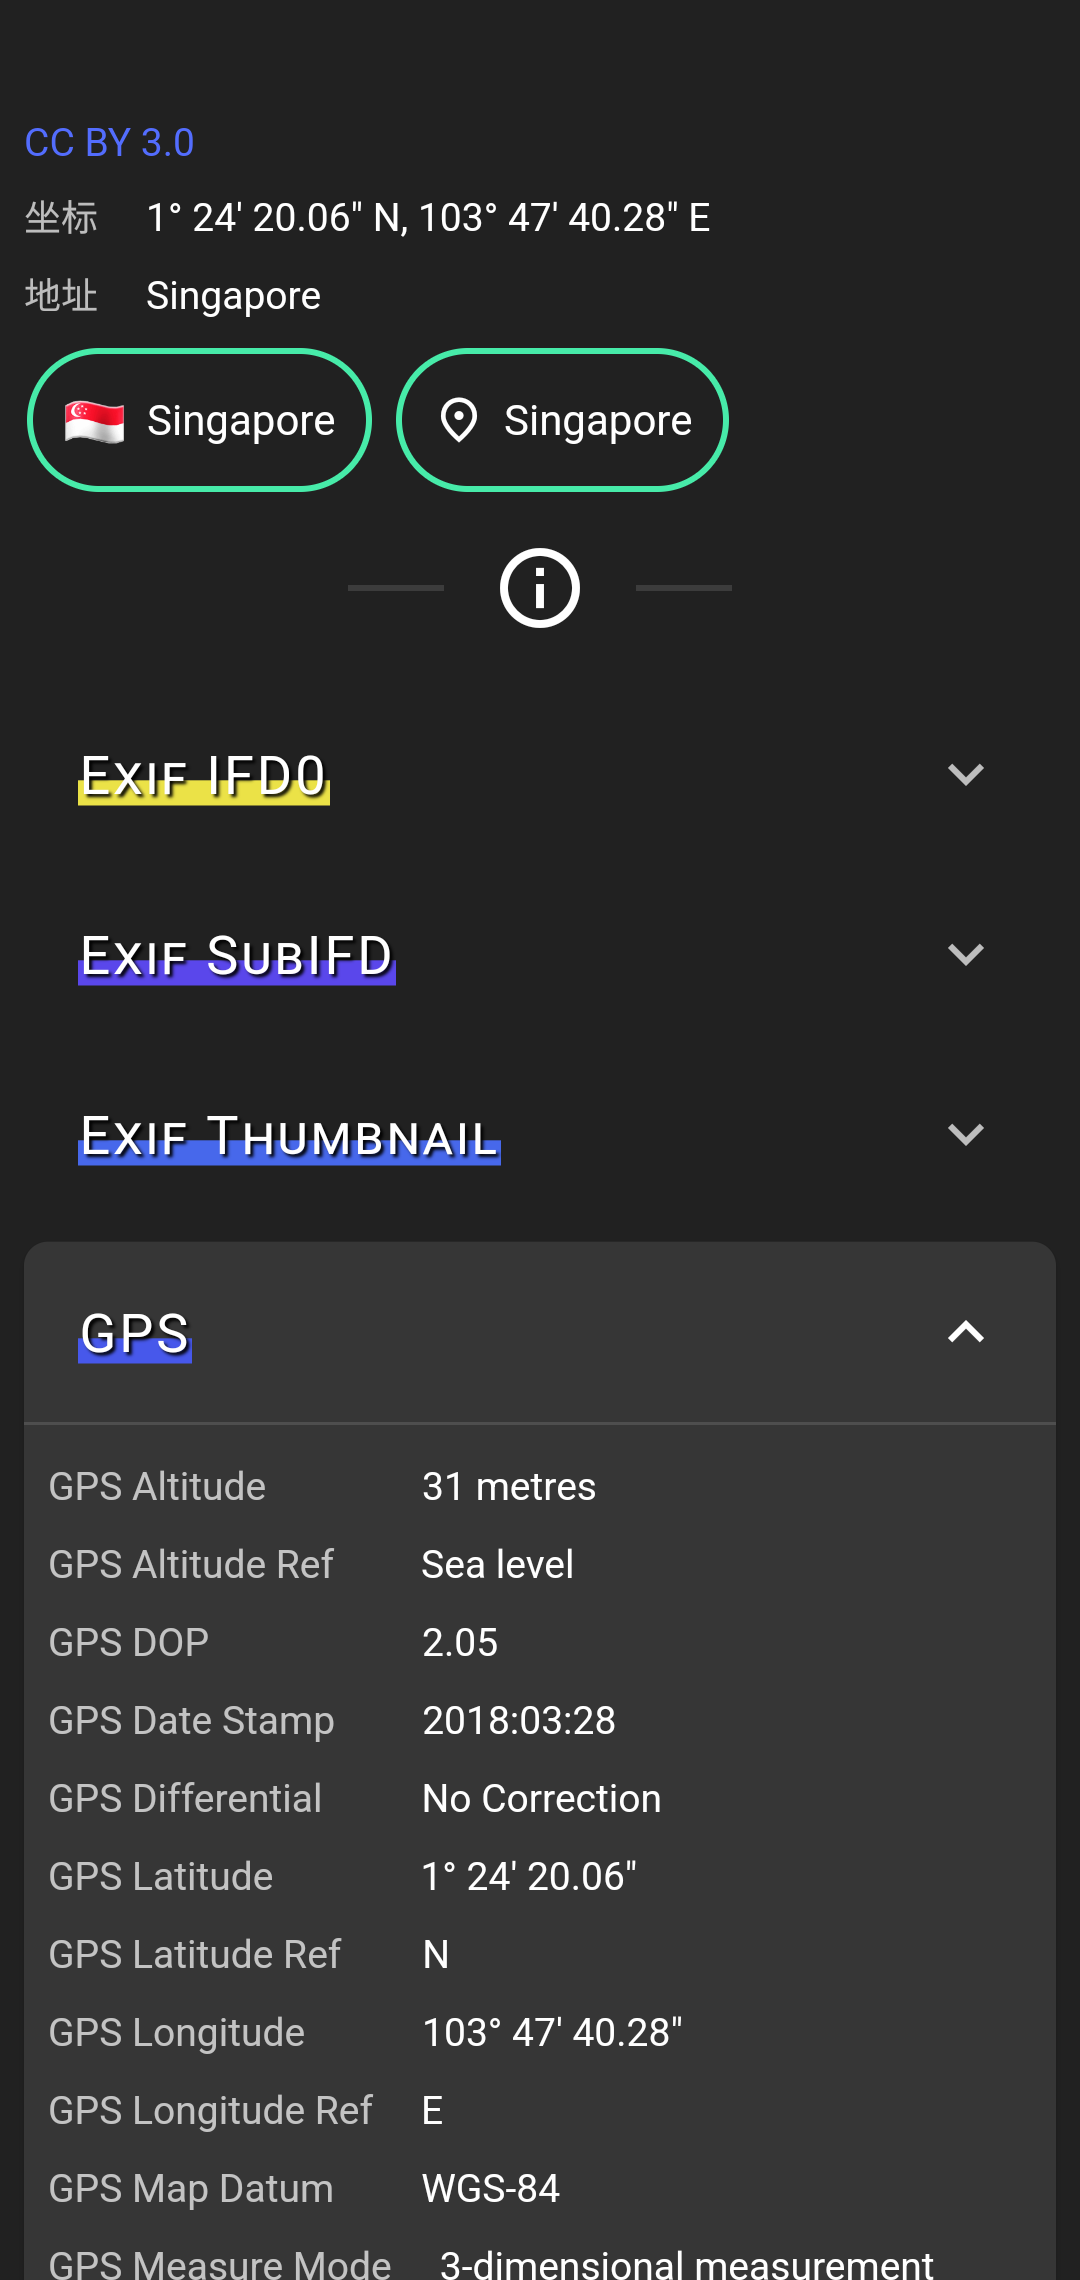 CC BY 3.0
坐标 1° 24' 20.06" N, 103° 47' 40.28" E
地址 Singapore
🇸🇬 Singapore Singapore
Exif IFD0
Exif SubIFD
Exif Thumbnail
GPS
GPS Altitude 31 metres
GPS Altitude Ref Sea level
GPS DOP 2.05
GPS Date Stamp 2018:03:28
GPS Differential No Correction
GPS Latitude 1° 24' 20.06"
GPS Latitude Ref N
GPS Longitude 103° 47' 40.28"
GPS Longitude Ref E
GPS Map Datum WGS-84
GPS Measure Mode 3-dimensional measurement